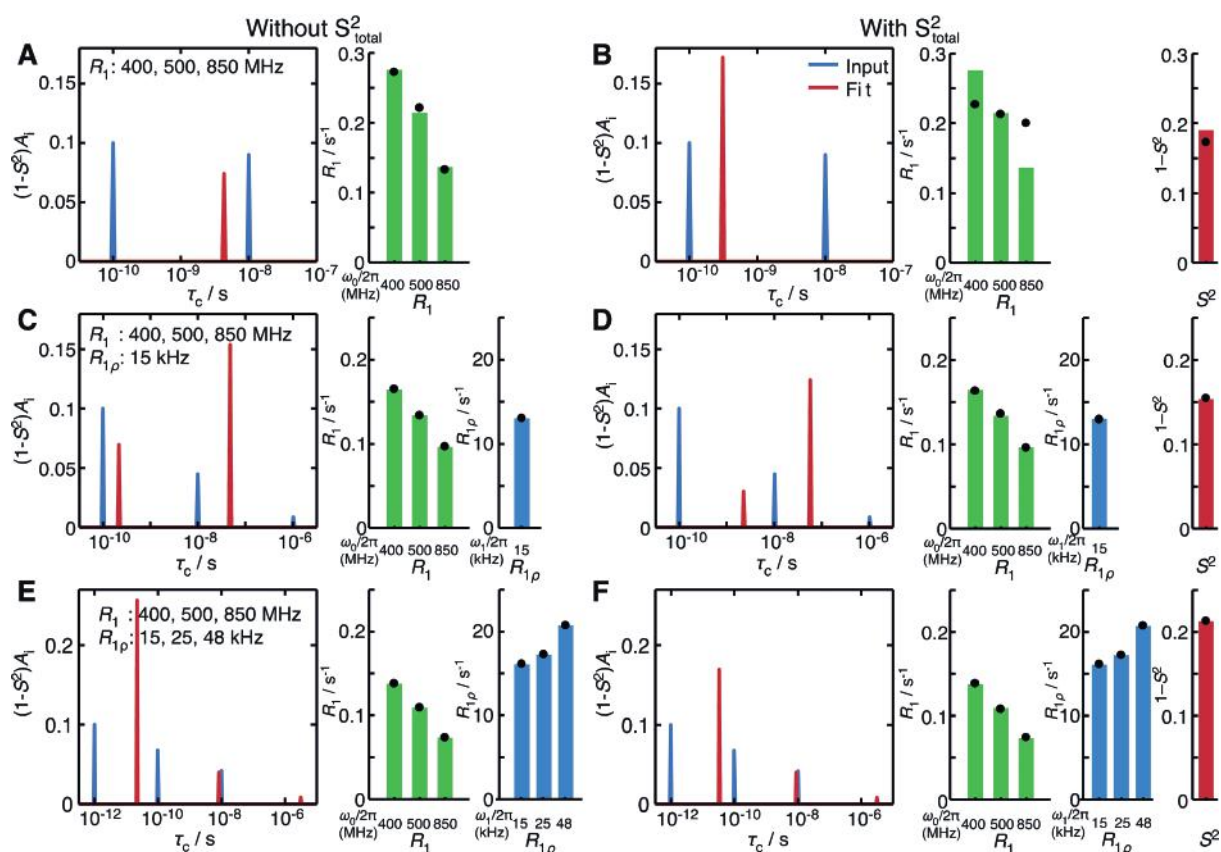 Without S²total
With S²total
A
R₁: 400, 500, 850 MHz
(1-S²)Aᵢ
0.15
0.1
0.05
0
10⁻¹⁰
10⁻⁹
10⁻⁸
10⁻⁷
τc / s
R₁ / s⁻¹
0.3
0.2
0.1
0
ω₀/2π
(MHz)
400 500 850
R₁
B
Input
Fit
(1-S²)Aᵢ
0.15
0.1
0.05
0
10⁻¹⁰
10⁻⁹
10⁻⁸
10⁻⁷
τc / s
R₁ / s⁻¹
0.3
0.2
0.1
0
ω₀/2π
(MHz)
400 500 850
R₁
1-S²
0.3
0.2
0.1
0
S²
C
R₁ : 400, 500, 850 MHz
R₁ρ: 15 kHz
(1-S²)Aᵢ
0.15
0.1
0.05
0
10⁻¹⁰
10⁻⁸
10⁻⁶
τc / s
R₁ / s⁻¹
0.2
0.1
0
ω₀/2π
(MHz)
400 500 850
R₁
R₁ρ / s⁻¹
20
10
0
ω₁/2π
(kHz)
15
R₁ρ
D
(1-S²)Aᵢ
0.15
0.1
0.05
0
10⁻¹⁰
10⁻⁸
10⁻⁶
τc / s
R₁ / s⁻¹
0.2
0.1
0
ω₀/2π
(MHz)
400 500 850
R₁
R₁ρ / s⁻¹
20
10
0
ω₁/2π
(kHz)
15
R₁ρ
1-S²
0.2
0.1
0
S²
E
R₁ : 400, 500, 850 MHz
R₁ρ: 15, 25, 48 kHz
(1-S²)Aᵢ
0.2
0.1
0
10⁻¹²
10⁻¹⁰
10⁻⁸
10⁻⁶
τc / s
R₁ / s⁻¹
0.2
0.1
0
ω₀/2π
(MHz)
400 500 850
R₁
R₁ρ / s⁻¹
20
10
0
ω₁/2π
(kHz)
15 25 48
R₁ρ
F
(1-S²)Aᵢ
0.2
0.1
0
10⁻¹²
10⁻¹⁰
10⁻⁸
10⁻⁶
τc / s
R₁ / s⁻¹
0.2
0.1
0
ω₀/2π
(MHz)
400 500 850
R₁
R₁ρ / s⁻¹
20
10
0
ω₁/2π
(kHz)
15 25 48
R₁ρ
1-S²
0.2
0.1
0
S²